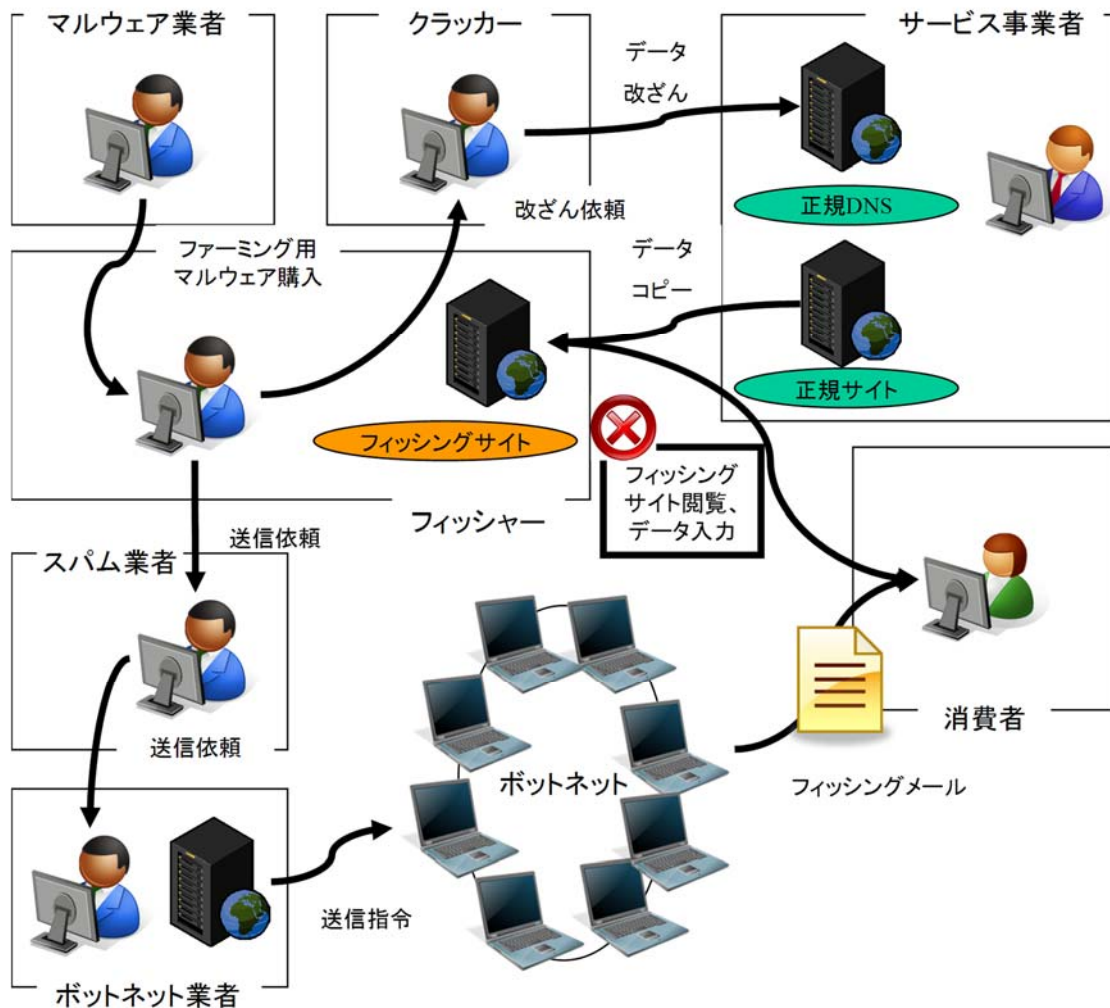 マルウェア業者
クラッカー
サービス事業者
データ
改ざん
正規DNS
改ざん依頼
ファーミング用
マルウェア購入
データ
コピー
正規サイト
フィッシングサイト
フィッシング
サイト閲覧、
データ入力
フィッシャー
送信依頼
スパム業者
送信依頼
消費者
ボットネット
フィッシングメール
送信指令
ボットネット業者